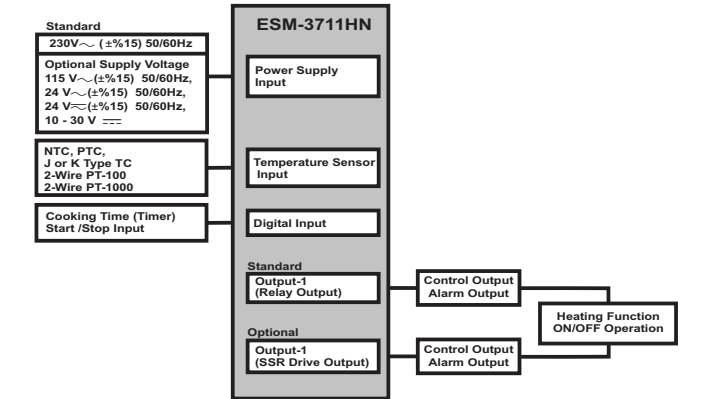 ESM-3711HN
Standard
230V~ (±%15) 50/60Hz
Optional Supply Voltage
115 V~(±%15) 50/60Hz,
24 V~(±%15) 50/60Hz,
24 V⏦(±%15) 50/60Hz,
10 - 30 V ⎓
Power Supply
Input
NTC, PTC,
J or K Type TC
2-Wire PT-100
2-Wire PT-1000
Temperature Sensor
Input
Cooking Time (Timer)
Start /Stop Input
Digital Input
Standard
Output-1
(Relay Output)
Control Output
Alarm Output
Heating Function
ON/OFF Operation
Optional
Output-1
(SSR Drive Output)
Control Output
Alarm Output